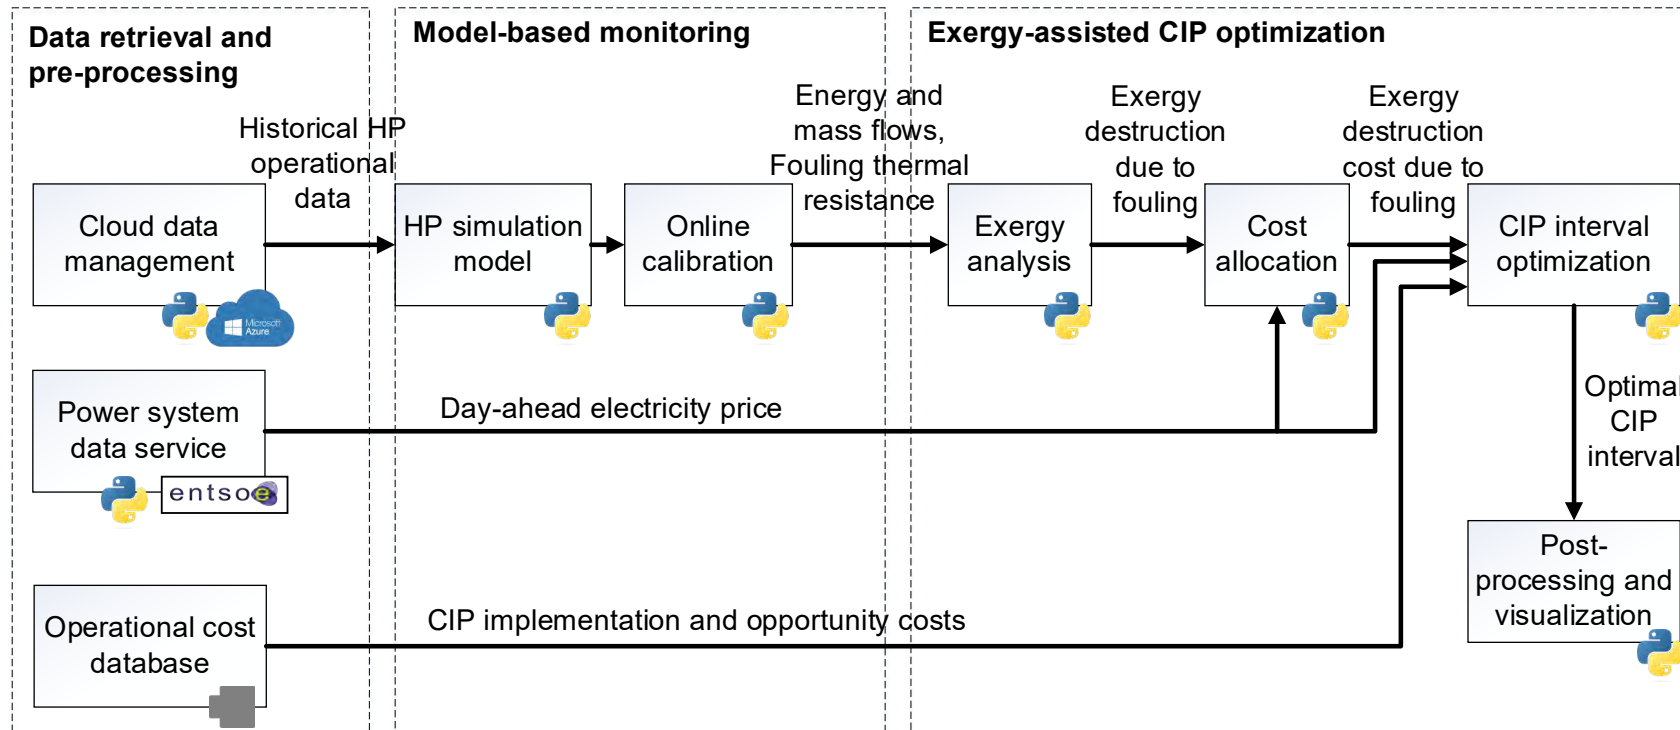 Data retrieval and
pre-processing
Model-based monitoring
Exergy-assisted CIP optimization
Historical HP
operational
data
Energy and
mass flows,
Fouling thermal
resistance
Exergy
destruction
due to
fouling
Exergy
destruction
cost due to
fouling
Cloud data
management
Microsoft
Azure
HP simulation
model
Online
calibration
Exergy
analysis
Cost
allocation
CIP interval
optimization
Power system
data service
entsoe
Day-ahead electricity price
Optimal
CIP
interval
Operational cost
database
CIP implementation and opportunity costs
Post-
processing and
visualization